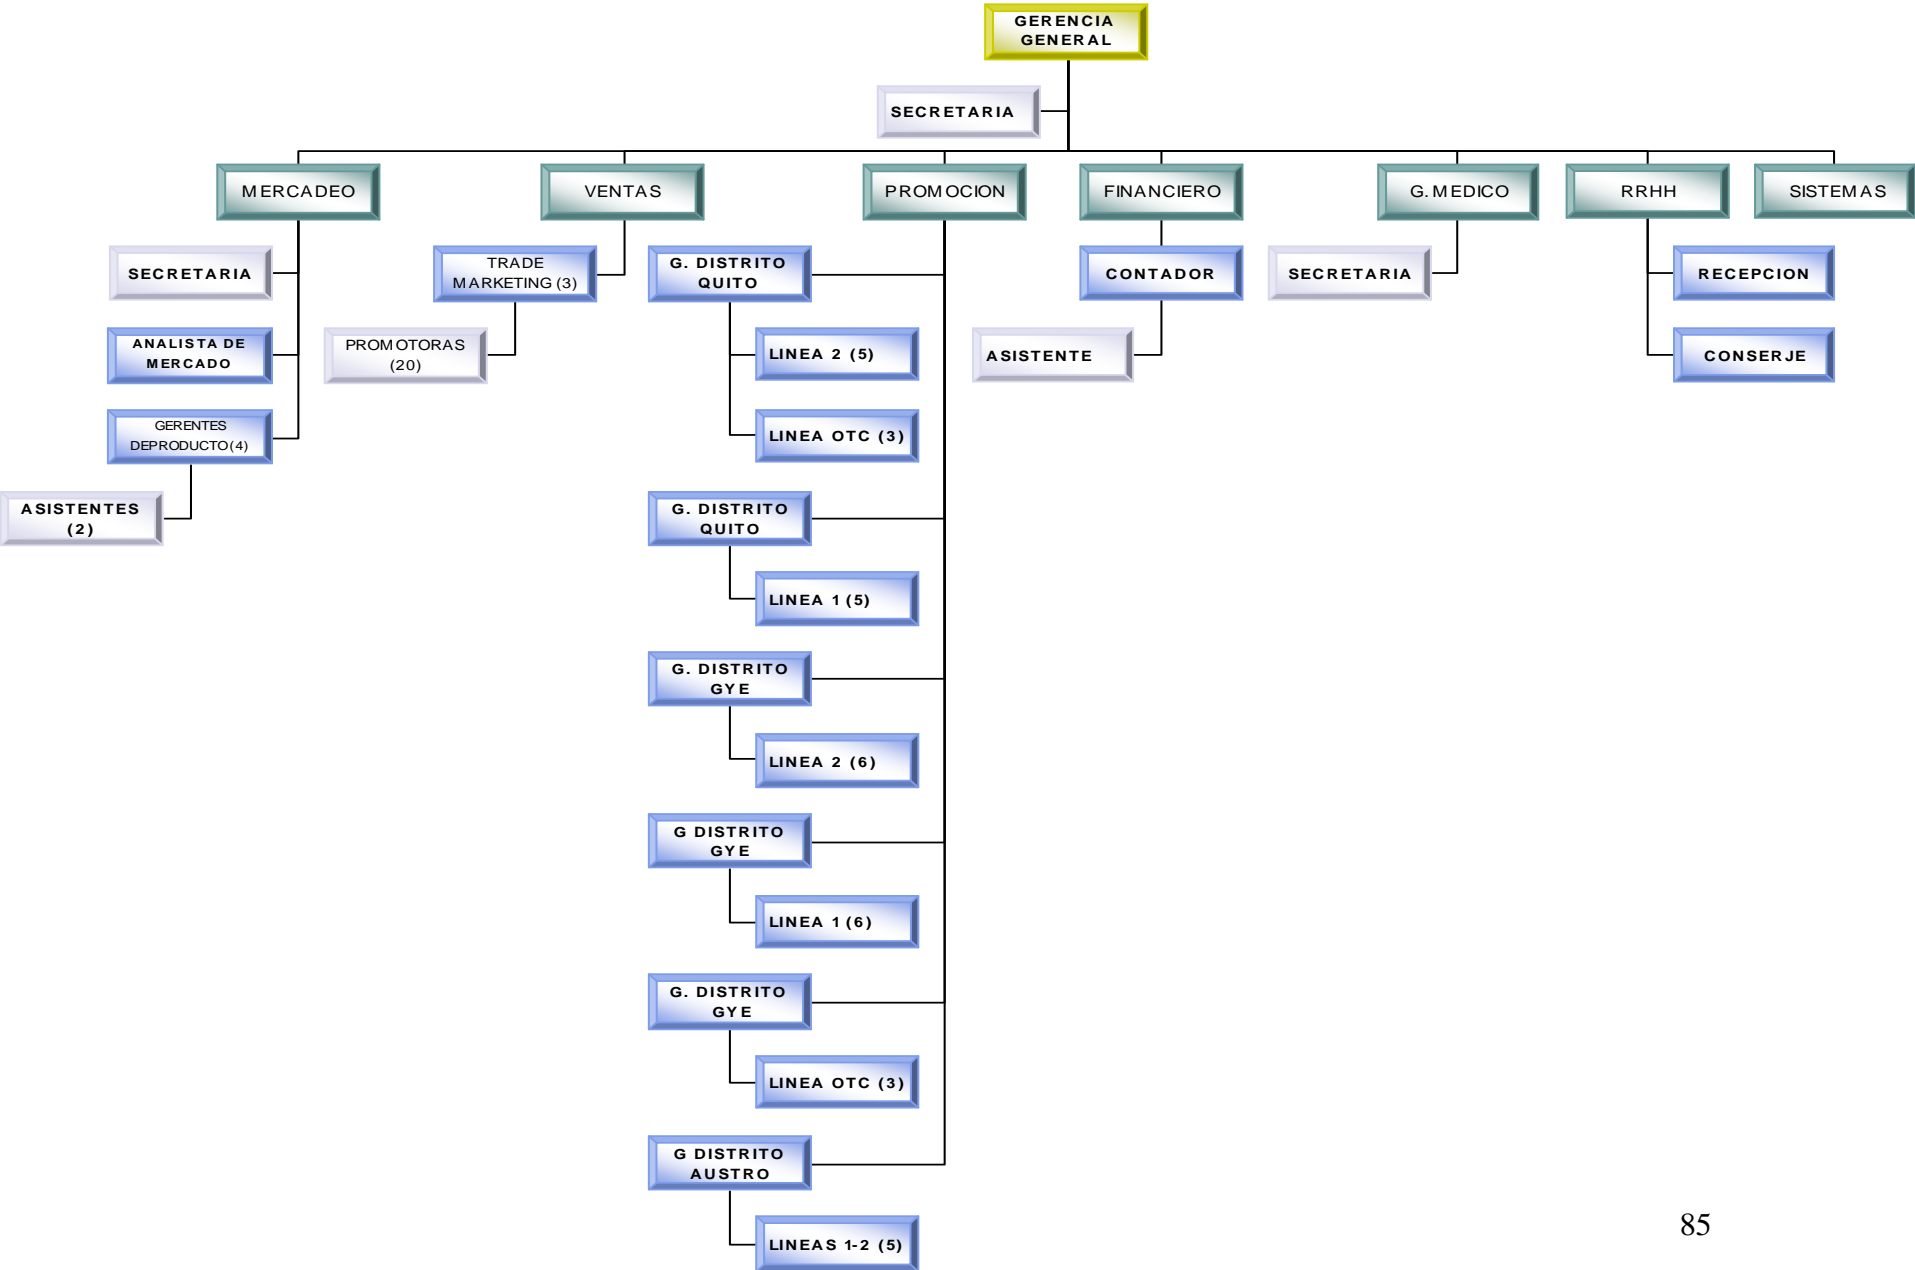 GERENCIA
GENERAL
SECRETARIA
MERCADEO
VENTAS
PROMOCION
FINANCIERO
G. MEDICO
RRHH
SISTEMAS
SECRETARIA
ANALISTA DE
MERCADO
GERENTES
DEPRODUCTO (4)
ASISTENTES
(2)
TRADE
MARKETING (3)
PROMOTORAS
(20)
G. DISTRITO
QUITO
LINEA 2 (5)
LINEA OTC (3)
G. DISTRITO
QUITO
LINEA 1 (5)
G. DISTRITO
GYE
LINEA 2 (6)
G DISTRITO
GYE
LINEA 1 (6)
G. DISTRITO
GYE
LINEA OTC (3)
G DISTRITO
AUSTRO
LINEAS 1-2 (5)
CONTADOR
ASISTENTE
SECRETARIA
RECEPCION
CONSERJE
85